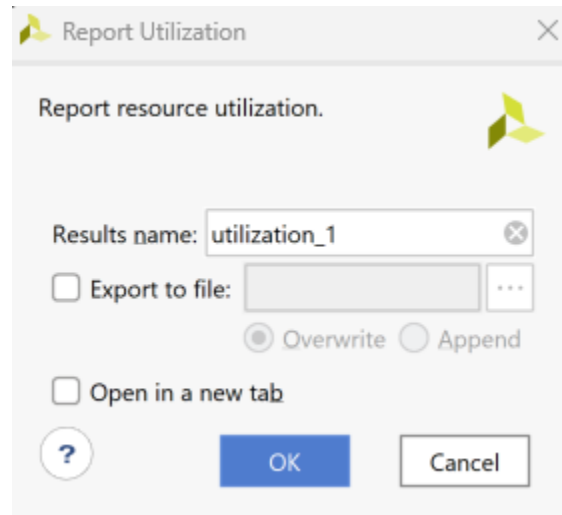 Report Utilization
Report resource utilization.
Results name: utilization_1
Export to file: ...
Overwrite Append
Open in a new tab
? OK Cancel